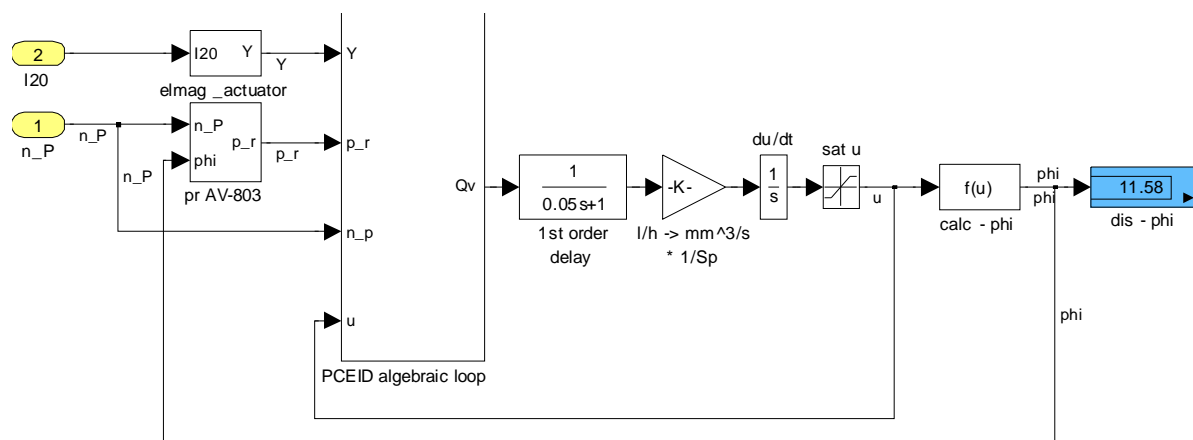 2
I20
I20
Y
Y
elmag _actuator
Y
1
n_P
n_P
n_P
n_P
phi
p_r
p_r
pr AV-803
p_r
n_p
u
Qv
PCEID algebraic loop
1
0.05s+1
1st order
delay
-K-
l/h -> mm^3/s
* 1/Sp
du/dt
1
s
sat u
u
f(u)
calc - phi
phi
phi
11.58
dis - phi
phi